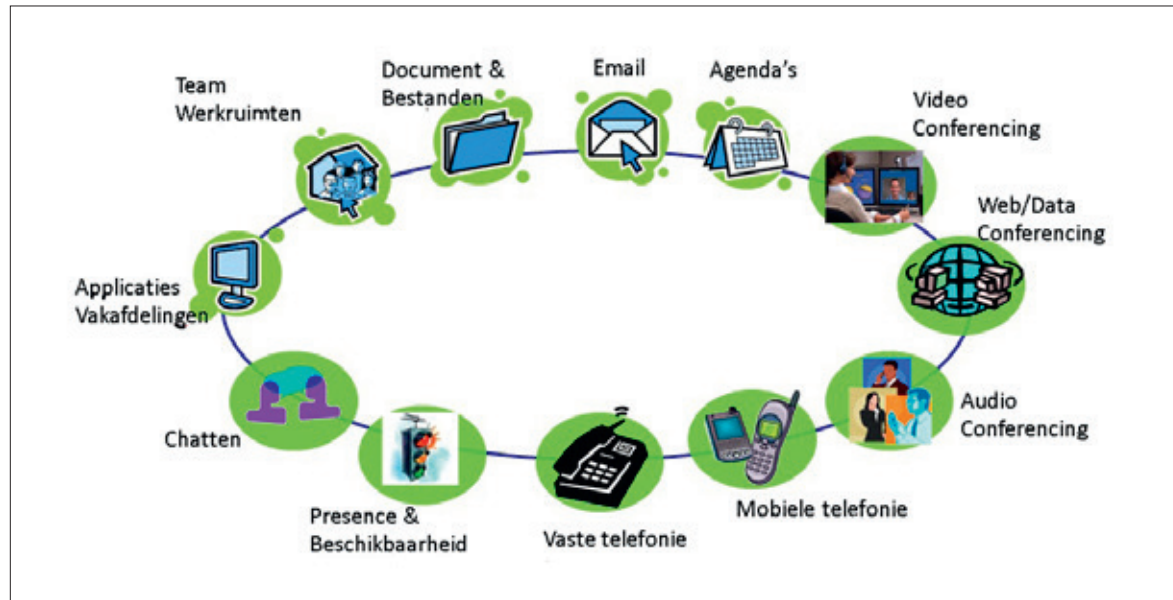 Team
Werkruimten
Document &
Bestanden
Email
Agenda's
Video
Conferencing
Web/Data
Conferencing
Audio
Conferencing
Mobiele telefonie
Vaste telefonie
Presence &
Beschikbaarheid
Chatten
Applicaties
Vakafdelingen